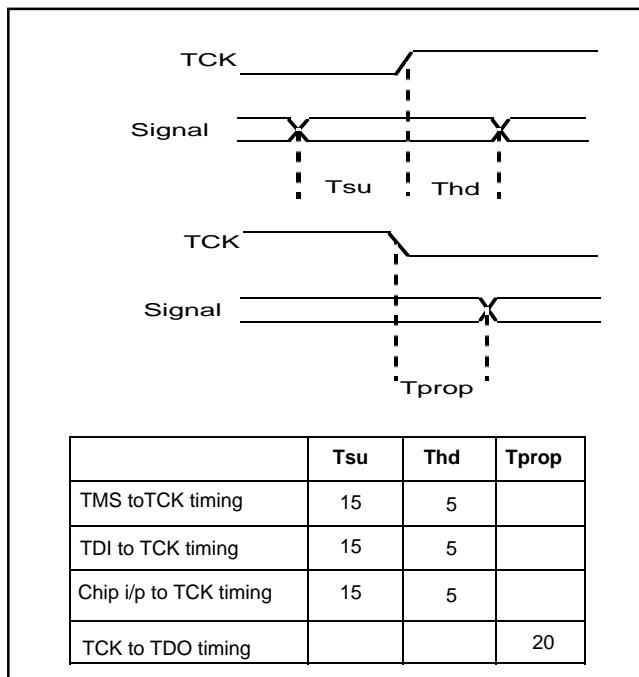 TCK
Signal
Tsu Thd
TCK
Signal
Tprop
Tsu Thd Tprop
TMS toTCK timing 15 5
TDI to TCK timing 15 5
Chip i/p to TCK timing 15 5
TCK to TDO timing 20